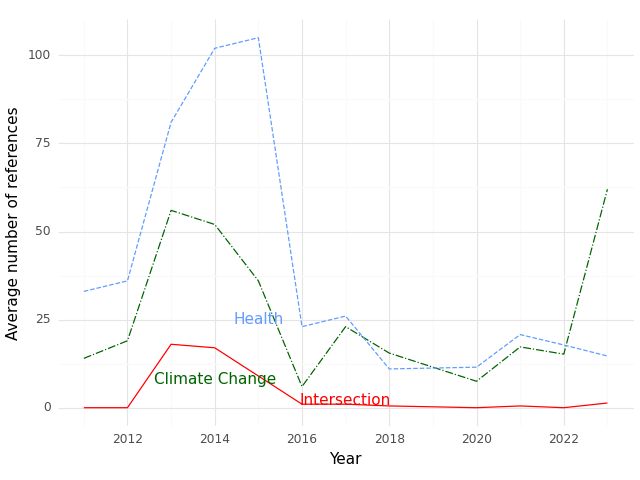 100
75
50
25
0
Average number of references
Health
Climate Change
Intersection
2012 2014 2016 2018 2020 2022
Year